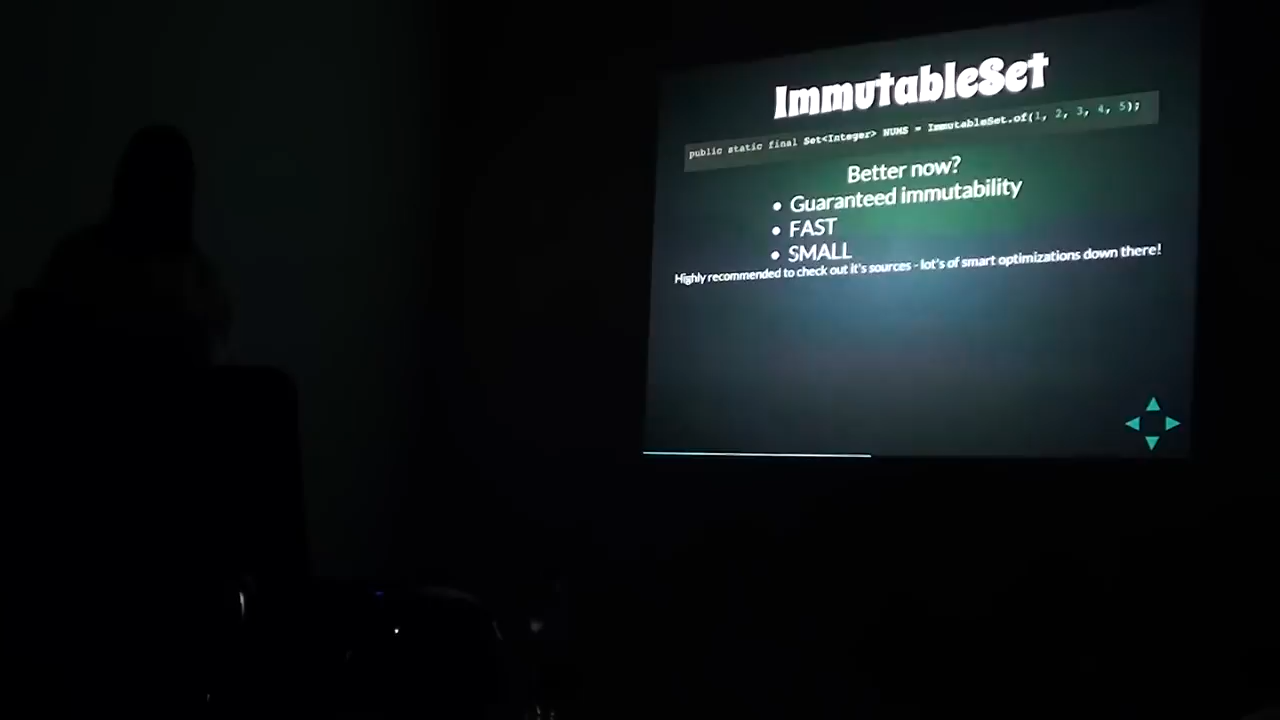 ImmutableSet
public static final Set<Integer> NUMS = ImmutableSet.of(1, 2, 3, 4, 5);
Better now?
• Guaranteed immutability
• FAST
• SMALL
Highly recommended to check out it's sources - lot's of smart optimizations down there!